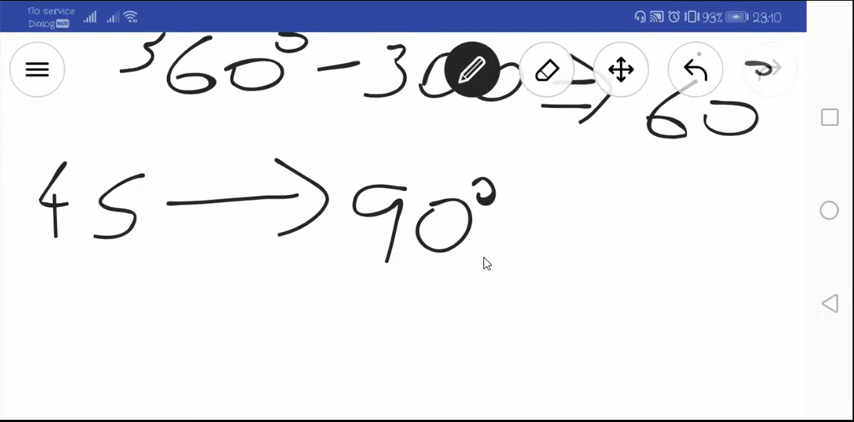 No service
Dialog
93% 23:10
360° - 300 ⇒ 60°
45 → 90°